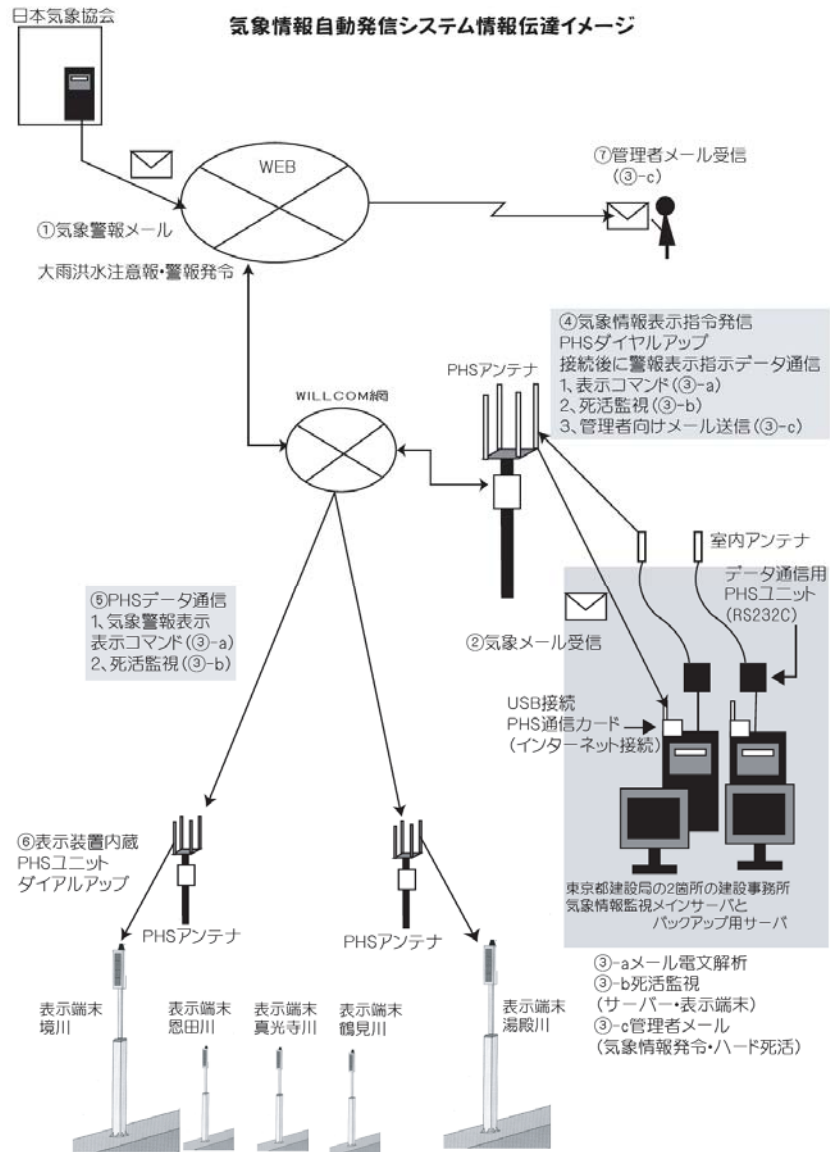 日本気象協会
気象情報自動発信システム情報伝達イメージ
WEB
⑦管理者メール受信
(③-c)
①気象警報メール
大雨洪水注意報・警報発令
④気象情報表示指令発信
PHSダイヤルアップ
接続後に警報表示指示データ通信
1、表示コマンド(③-a)
2、死活監視(③-b)
3、管理者向けメール送信(③-c)
PHSアンテナ
WILLCOM網
室内アンテナ
データ通信用
PHSユニット
(RS232C)
⑤PHSデータ通信
1、気象警報表示
表示コマンド(③-a)
2、死活監視(③-b)
②気象メール受信
USB接続
PHS通信カード
(インターネット接続)
⑥表示装置内蔵
PHSユニット
ダイアルアップ
PHSアンテナ
PHSアンテナ
東京都建設局の2箇所の建設事務所
気象情報監視メインサーバと
バックアップ用サーバ
③-aメール電文解析
③-b死活監視
(サーバー・表示端末)
③-c管理者メール
(気象情報発令・ハード死活)
表示端末
境川
表示端末
恩田川
表示端末
真光寺川
表示端末
鶴見川
表示端末
湯殿川